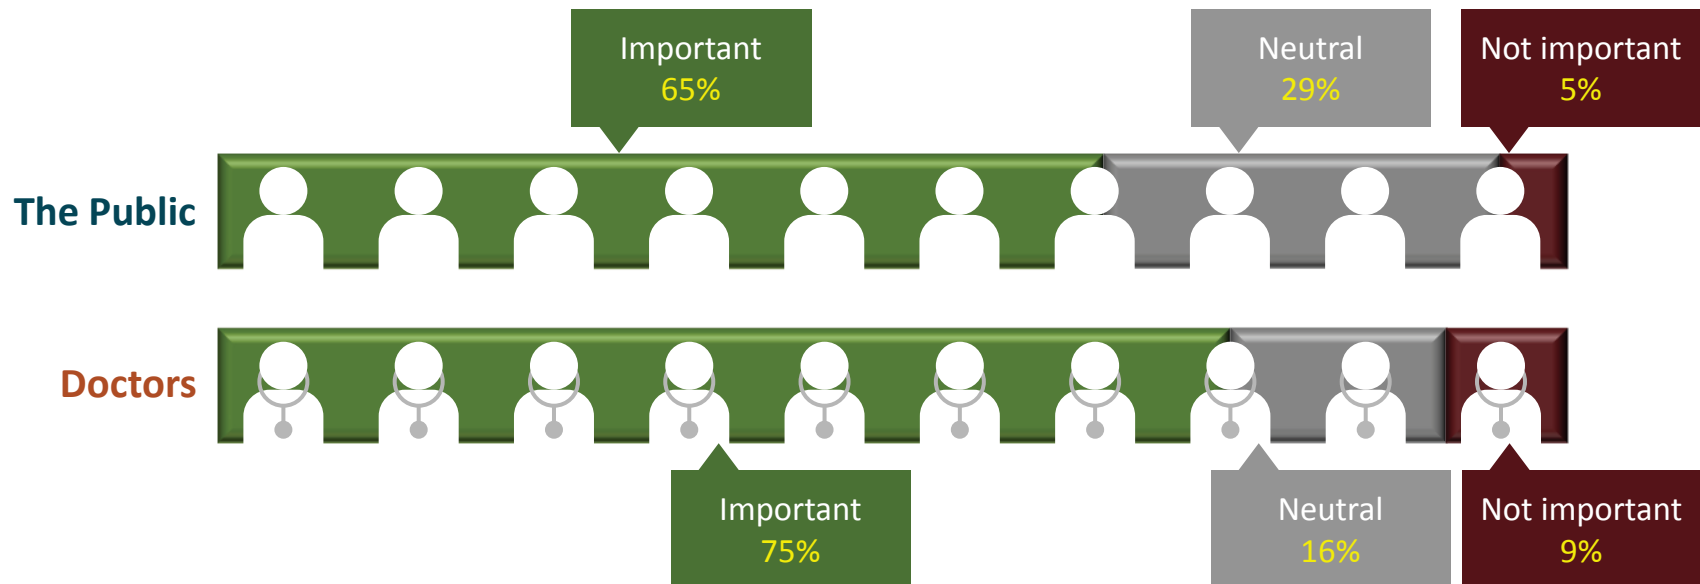 Important
65%
Neutral
29%
Not important
5%
The Public
Doctors
Important
75%
Neutral
16%
Not important
9%